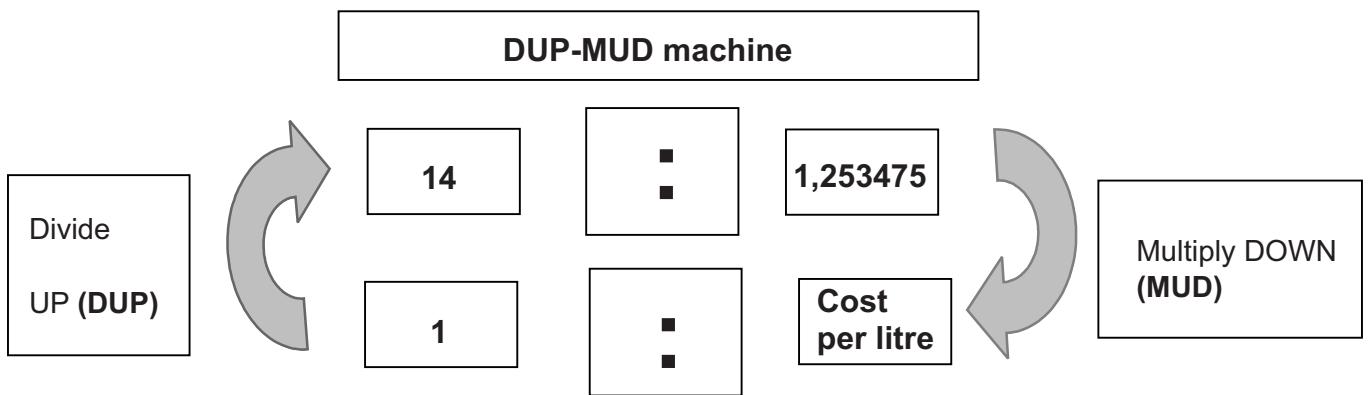 DUP-MUD machine
14 : 1,253475
Divide
UP (DUP)
Multiply DOWN
(MUD)
1 : Cost
per litre